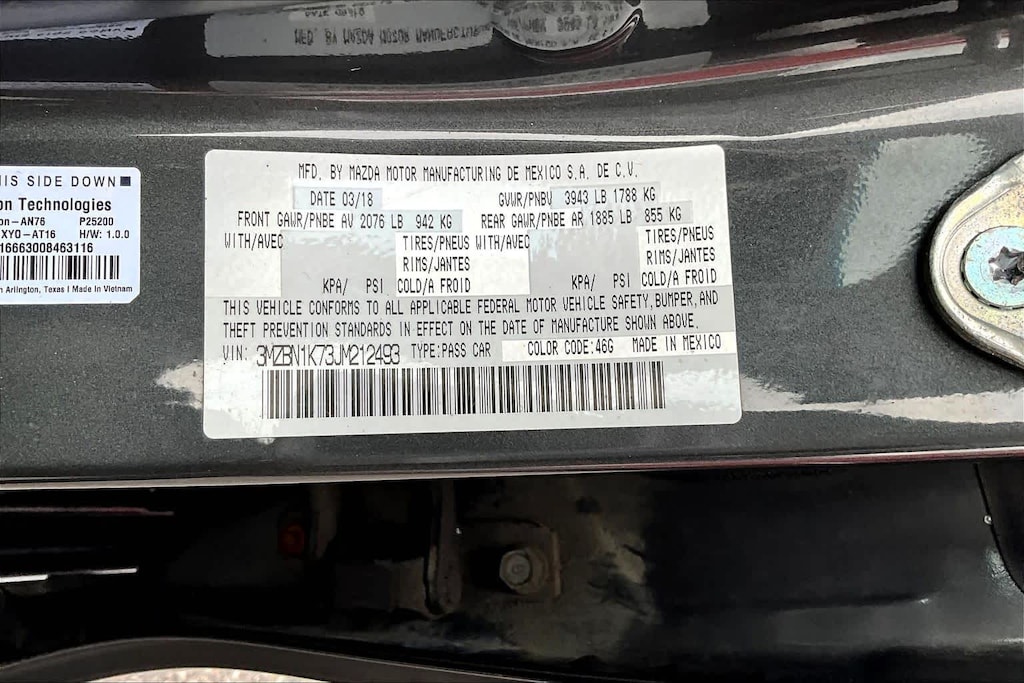 HIS SIDE DOWN
on Technologies
on-AN76 P25200
XYO-AT16 H/W: 1.0.0
16663008463116
Arlington, Texas | Made in Vietnam
MFD. BY MAZDA MOTOR MANUFACTURING DE MEXICO S.A. DE C.V.
DATE 03/18 GVWR/PNBV 3943 LB 1788 KG
FRONT GAWR/PNBE AV 2076 LB 942 KG REAR GAWR/PNBE AR 1885 LB 855 KG
WITH/AVEC TIRES/PNEUS WITH/AVEC TIRES/PNEUS
RIMS/JANTES RIMS/JANTES
KPA/ PSI COLD/A FROID KPA/ PSI COLD/A FROID
THIS VEHICLE CONFORMS TO ALL APPLICABLE FEDERAL MOTOR VEHICLE SAFETY, BUMPER, AND
THEFT PREVENTION STANDARDS IN EFFECT ON THE DATE OF MANUFACTURE SHOWN ABOVE.
VIN: 3MZBN1K73JM212493 TYPE:PASS CAR COLOR CODE:46G MADE IN MEXICO